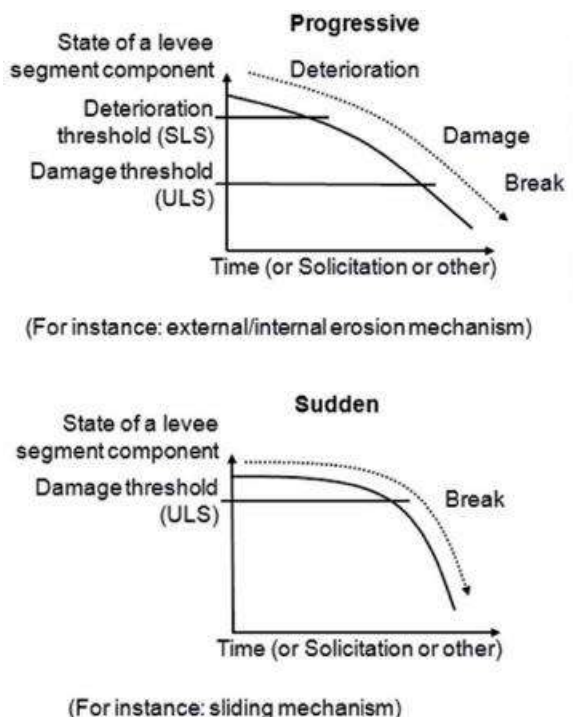 Progressive
State of a levee
segment component
Deterioration
Deterioration
threshold (SLS)
Damage
Damage threshold
(ULS)
Break
Time (or Solicitation or other)
(For instance: external/internal erosion mechanism)
Sudden
State of a levee
segment component
Damage threshold
(ULS)
Break
Time (or Solicitation or other)
(For instance: sliding mechanism)